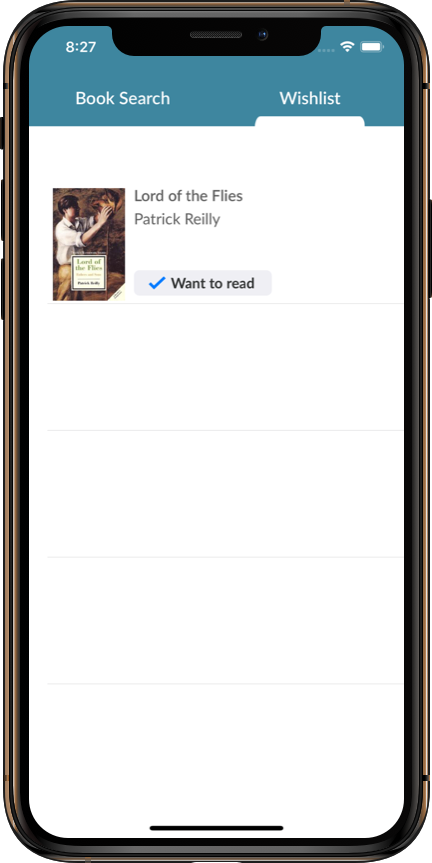 8:27
Book Search
Wishlist
Lord of the Flies
Patrick Reilly
Lord of
the Flies
Patrick Reilly
Want to read